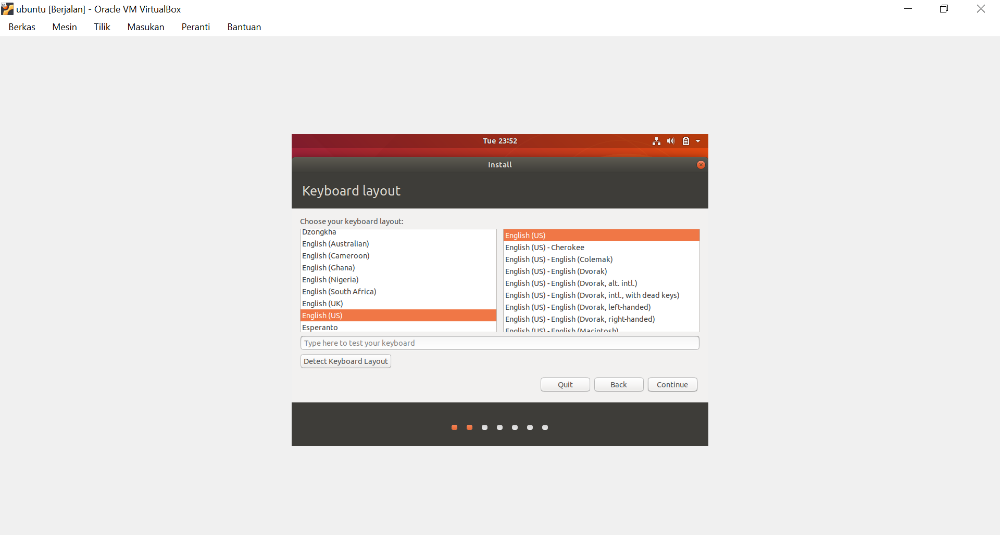 ubuntu [Berjalan] - Oracle VM VirtualBox
Berkas Mesin Tilik Masukan Peranti Bantuan
Tue 23:52
Install
Keyboard layout
Choose your keyboard layout:
Dzongkha
English (Australian)
English (Cameroon)
English (Ghana)
English (Nigeria)
English (South Africa)
English (UK)
English (US)
Esperanto
English (US)
English (US) - Cherokee
English (US) - English (Colemak)
English (US) - English (Dvorak)
English (US) - English (Dvorak, alt. intl.)
English (US) - English (Dvorak, intl., with dead keys)
English (US) - English (Dvorak, left-handed)
English (US) - English (Dvorak, right-handed)
English (US) - English (Macintosh)
Type here to test your keyboard
Detect Keyboard Layout
Quit Back Continue